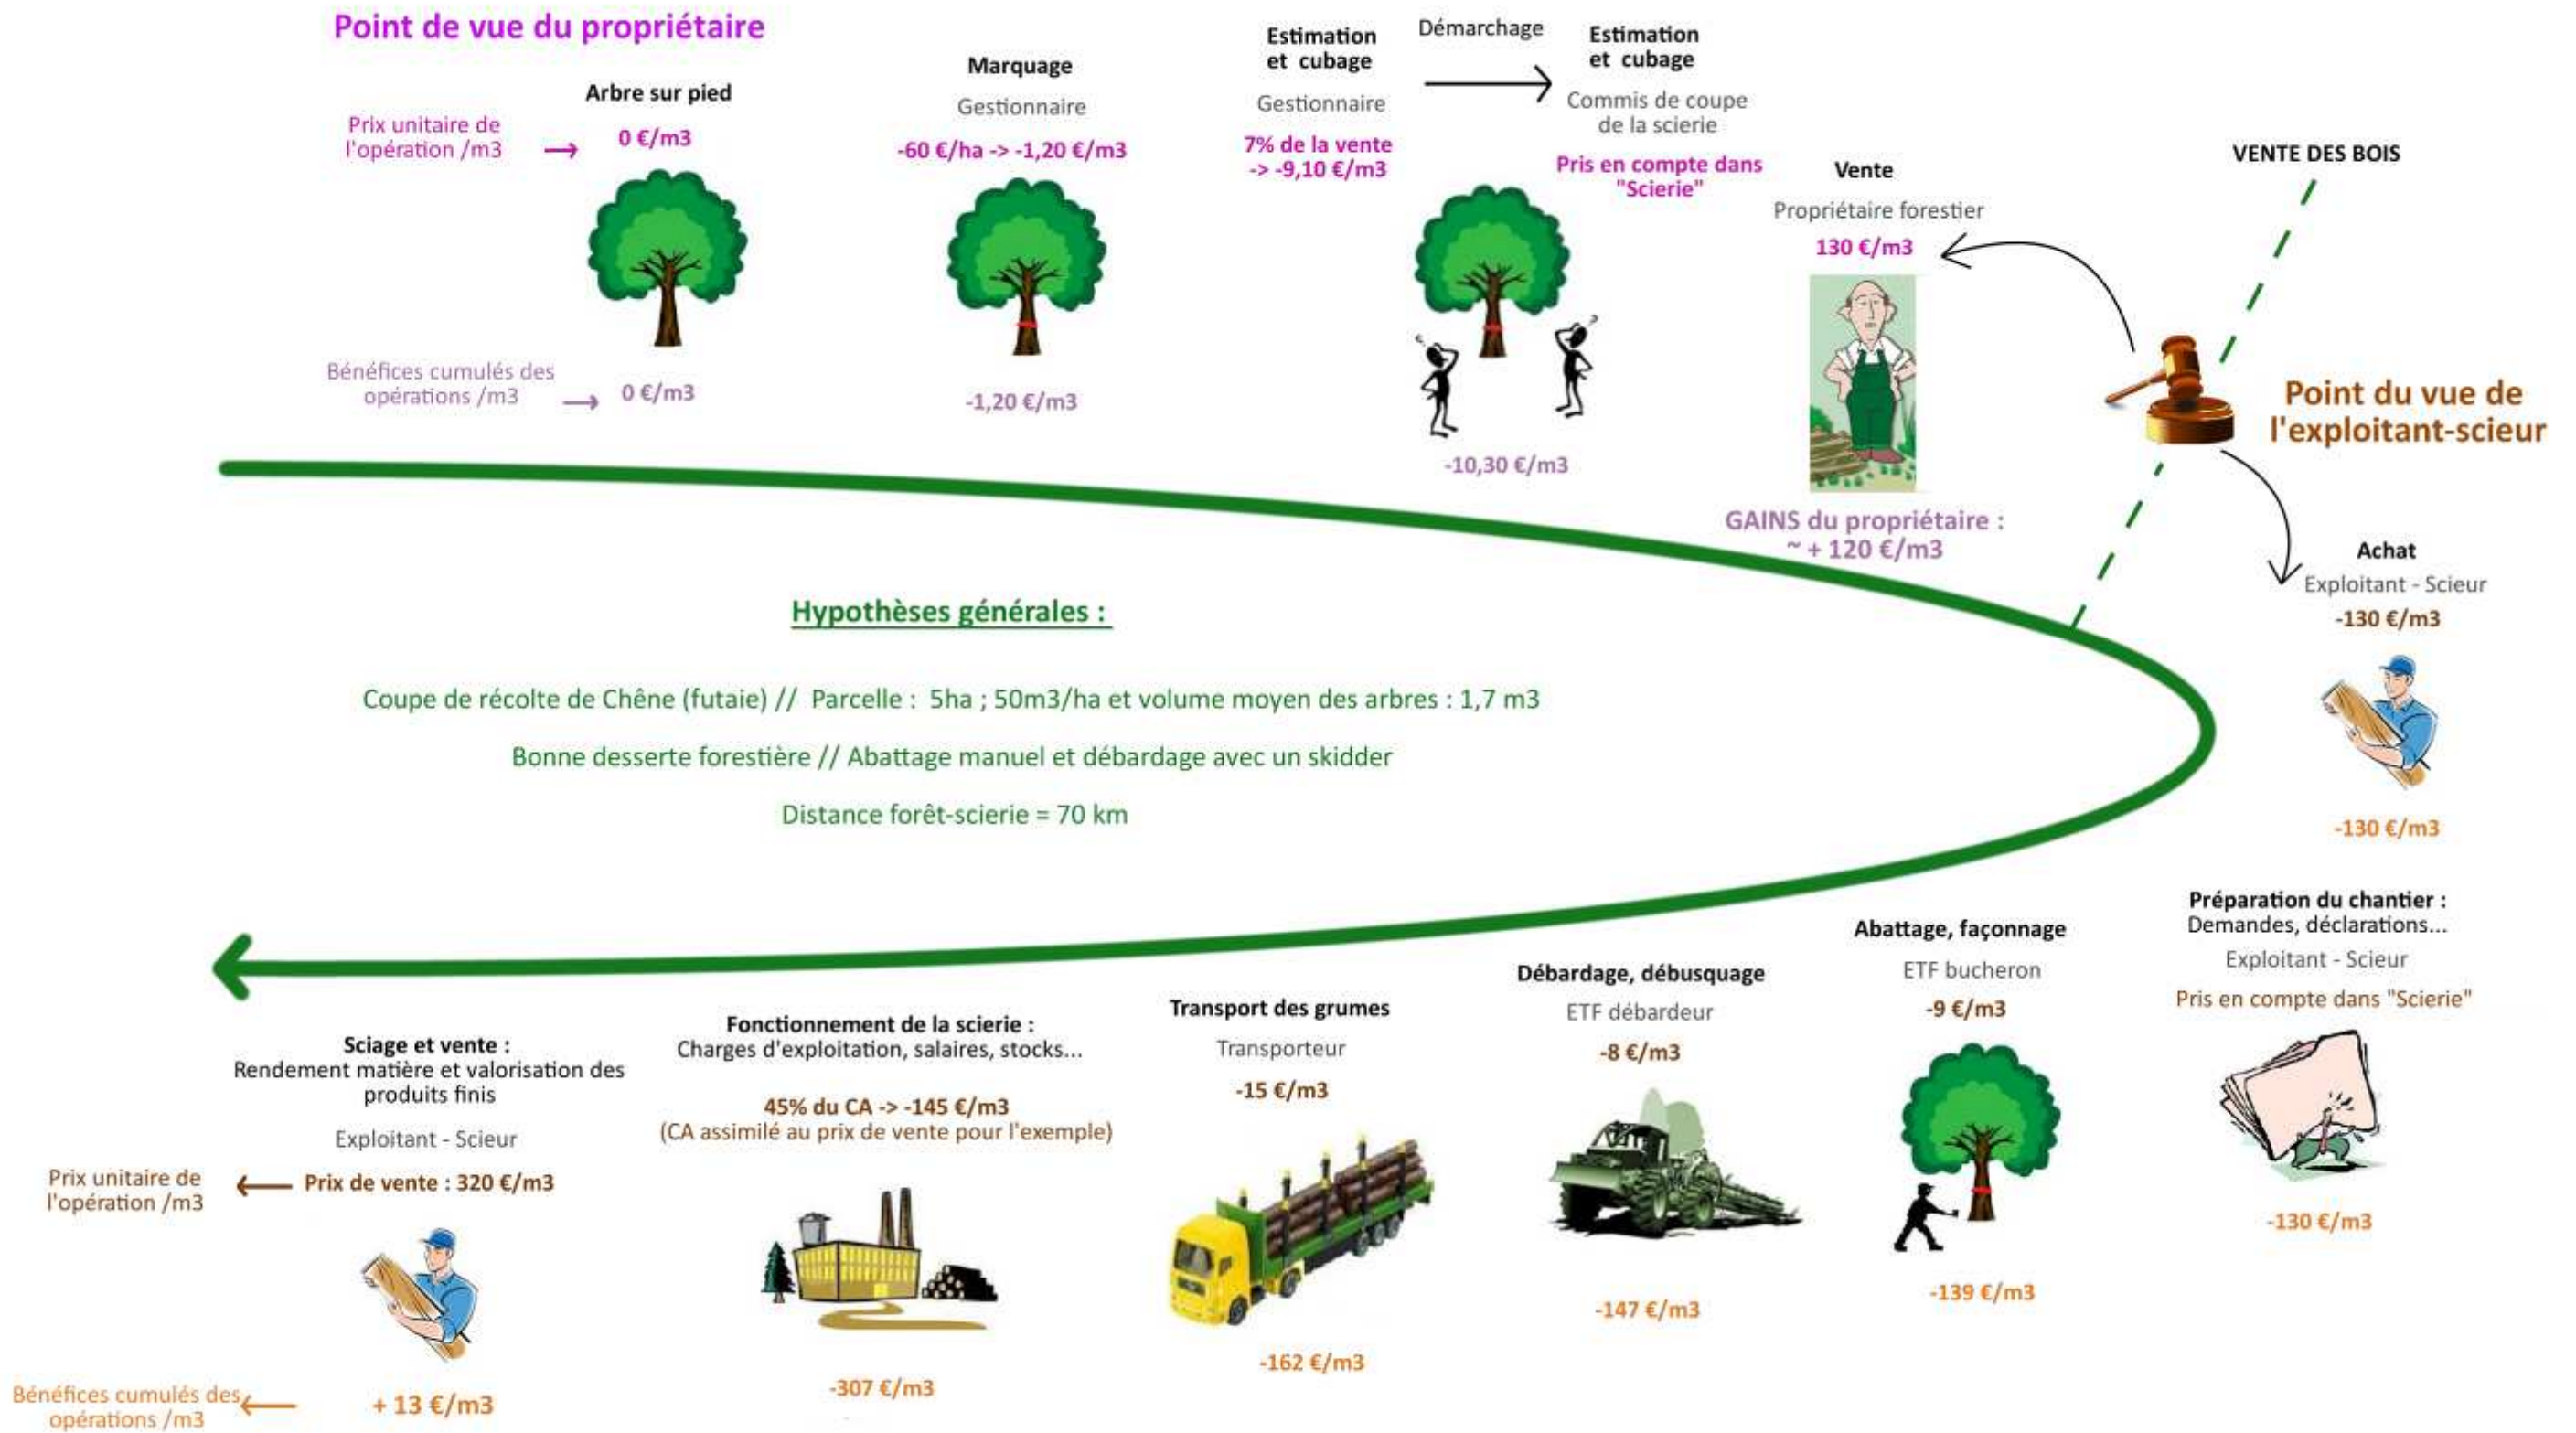 Point de vue du propriétaire
Prix unitaire de
l'opération /m3
Arbre sur pied
0 €/m3
Marquage
Gestionnaire
-60 €/ha -> -1,20 €/m3
Estimation
et cubage
Gestionnaire
7% de la vente
-> -9,10 €/m3
Démarchage
Estimation
et cubage
Commis de coupe
de la scierie
Pris en compte dans
"Scierie"
Vente
Propriétaire forestier
130 €/m3
VENTE DES BOIS
Bénéfices cumulés des
opérations /m3
0 €/m3
-1,20 €/m3
-10,30 €/m3
GAINS du propriétaire :
~ + 120 €/m3
Point du vue de
l'exploitant-scieur
Achat
Exploitant - Scieur
-130 €/m3
-130 €/m3
Hypothèses générales :
Coupe de récolte de Chêne (futaie) // Parcelle : 5ha ; 50m3/ha et volume moyen des arbres : 1,7 m3
Bonne desserte forestière // Abattage manuel et débardage avec un skidder
Distance forêt-scierie = 70 km
Préparation du chantier :
Demandes, déclarations...
Exploitant - Scieur
Pris en compte dans "Scierie"
-130 €/m3
Abattage, façonnage
ETF bucheron
-9 €/m3
-139 €/m3
Débardage, débusquage
ETF débardeur
-8 €/m3
-147 €/m3
Transport des grumes
Transporteur
-15 €/m3
-162 €/m3
Fonctionnement de la scierie :
Charges d'exploitation, salaires, stocks...
45% du CA -> -145 €/m3
(CA assimilé au prix de vente pour l'exemple)
-307 €/m3
Sciage et vente :
Rendement matière et valorisation des
produits finis
Exploitant - Scieur
Prix unitaire de
l'opération /m3
Prix de vente : 320 €/m3
Bénéfices cumulés des
opérations /m3
+ 13 €/m3